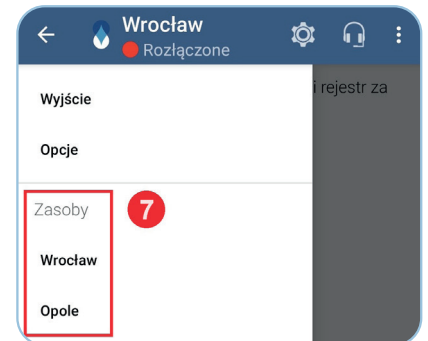 Wrocław
Rozłączone
i rejestr za
Wyjście
Opcje
Zasoby
7
Wrocław
Opole